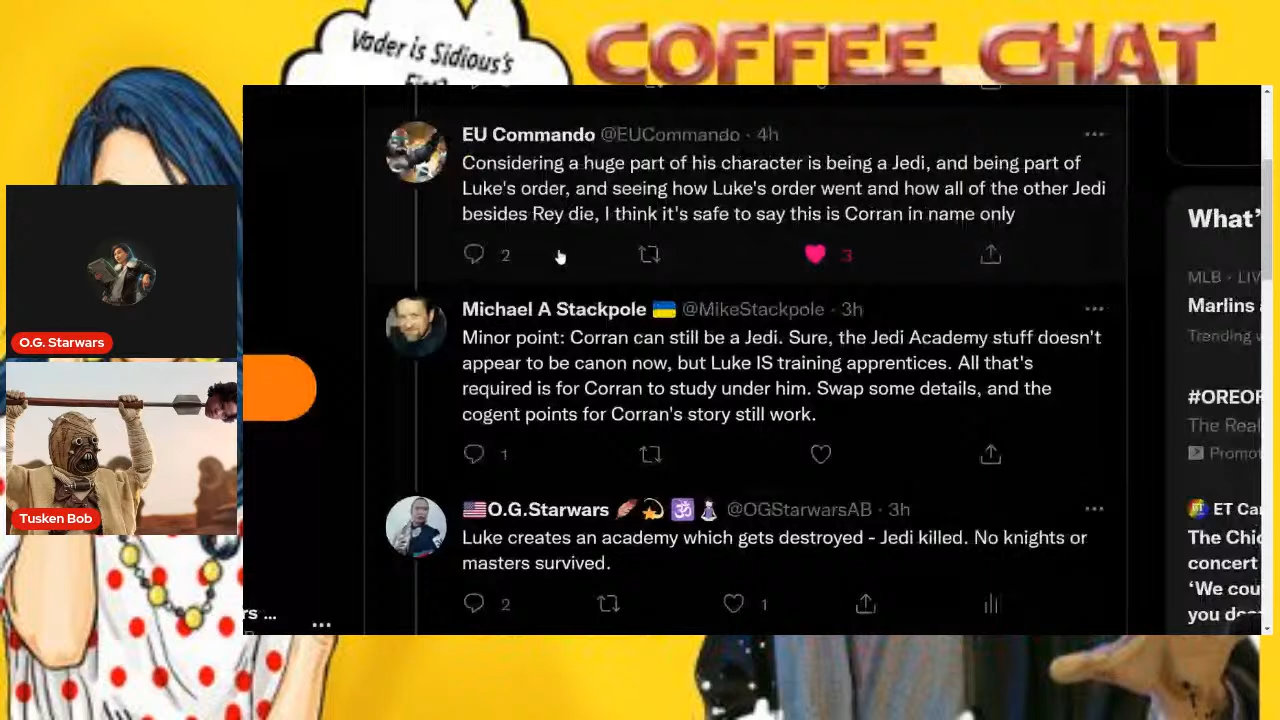 Vader is Sidious's
COFFEE CHAT
EU Commando @EUCommando · 4h
Considering a huge part of his character is being a Jedi, and being part of
Luke's order, and seeing how Luke's order went and how all of the other Jedi
besides Rey die, I think it's safe to say this is Corran in name only
2
3
Michael A Stackpole 🇺🇦 @MikeStackpole · 3h
Minor point: Corran can still be a Jedi. Sure, the Jedi Academy stuff doesn't
appear to be canon now, but Luke IS training apprentices. All that's
required is for Corran to study under him. Swap some details, and the
cogent points for Corran's story still work.
1
🇺🇸O.G.Starwars 🪶 💫 🕉 @OGStarwarsAB · 3h
Luke creates an academy which gets destroyed - Jedi killed. No knights or
masters survived.
2
1
O.G. Starwars
Tusken Bob
rs ...
What'
MLB · LIV
Marlins
Trending
#OREO
The Real
Promot
ET Ca
The Chi
concert
'We cou
you